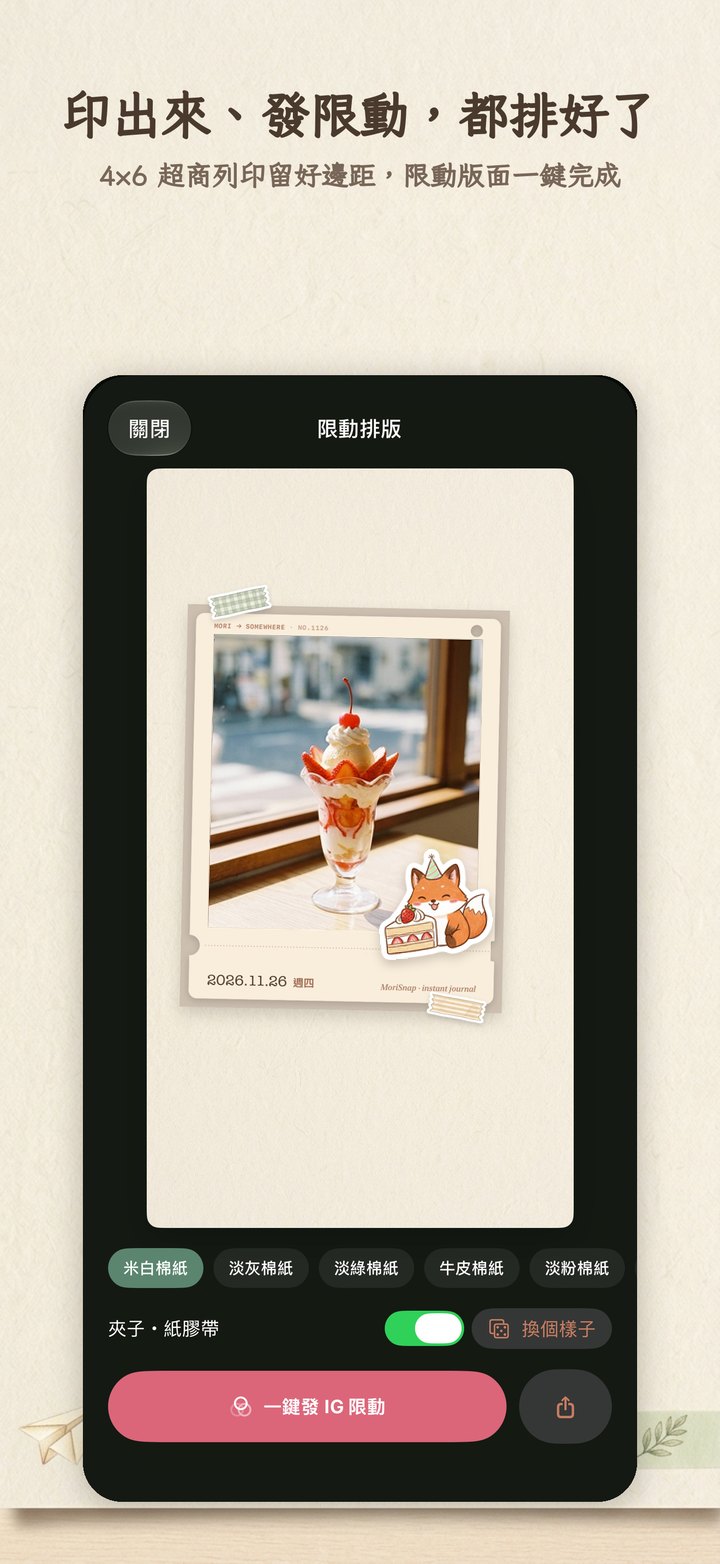 印出來、發限動，都排好了
4x6 超商列印留好邊距，限動版面一鍵完成
關閉
限動排版
MORI → SOMEWHERE · NO.1126
2026.11.26 週四
MoriSnap · instant journal
米白棉紙
淡灰棉紙
淡綠棉紙
牛皮棉紙
淡粉棉紙
夾子・紙膠帶
換個樣子
一鍵發 IG 限動